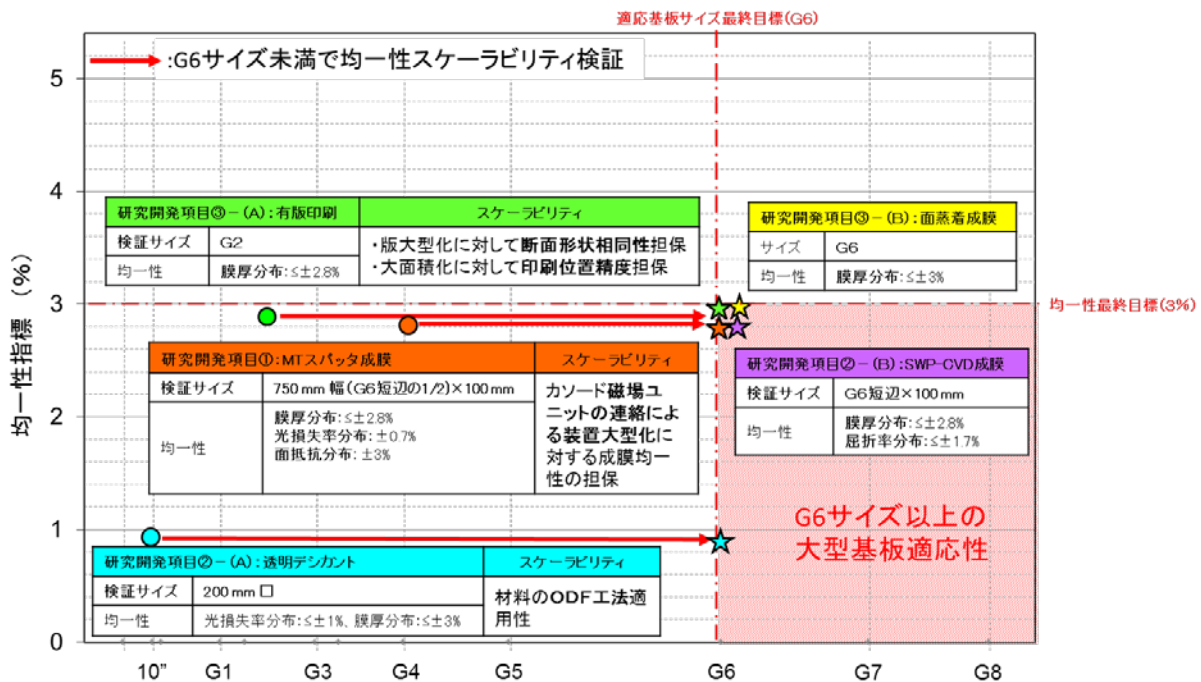 適応基板サイズ最終目標(G6)
:G6サイズ未満で均一性スケーラビリティ検証
均一性指標 (%)
5
4
3
2
1
0
研究開発項目③-(A):有版印刷
スケーラビリティ
検証サイズ
G2
均一性
膜厚分布:≤±2.8%
・版大型化に対して断面形状相同性担保
・大面積化に対して印刷位置精度担保
研究開発項目③-(B):面蒸着成膜
サイズ
G6
均一性
膜厚分布:≤±3%
均一性最終目標(3%)
研究開発項目①:MTスパッタ成膜
スケーラビリティ
検証サイズ
750mm 幅(G6短辺の1/2)×100mm
均一性
膜厚分布:≤±2.8%
光損失率分布:±0.7%
面抵抗分布:±3%
カソード磁場ユ
ニットの連絡によ
る装置大型化に
対する成膜均一
性の担保
研究開発項目②-(B):SWP-CVD成膜
検証サイズ
G6短辺×100mm
均一性
膜厚分布:≤±2.8%
屈折率分布:≤±1.7%
G6サイズ以上の
大型基板適応性
研究開発項目②-(A):透明デシカント
スケーラビリティ
検証サイズ
200mm □
均一性
光損失率分布:≤±1%、膜厚分布:≤±3%
材料のODF工法適
用性
10” G1 G3 G4 G5 G6 G7 G8